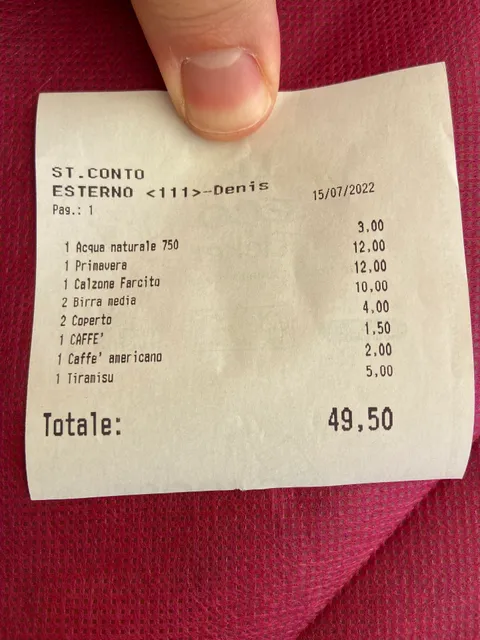 ST.CONTO
ESTERNO <111>-Denis 15/07/2022
Pag.: 1
1 Acqua naturale 750 3,00
1 Primavera 12,00
1 Calzone Farcito 12,00
2 Birra media 10,00
2 Coperto 4,00
1 CAFFE' 1,50
1 Caffe' americano 2,00
1 Tiramisu 5,00
Totale: 49,50